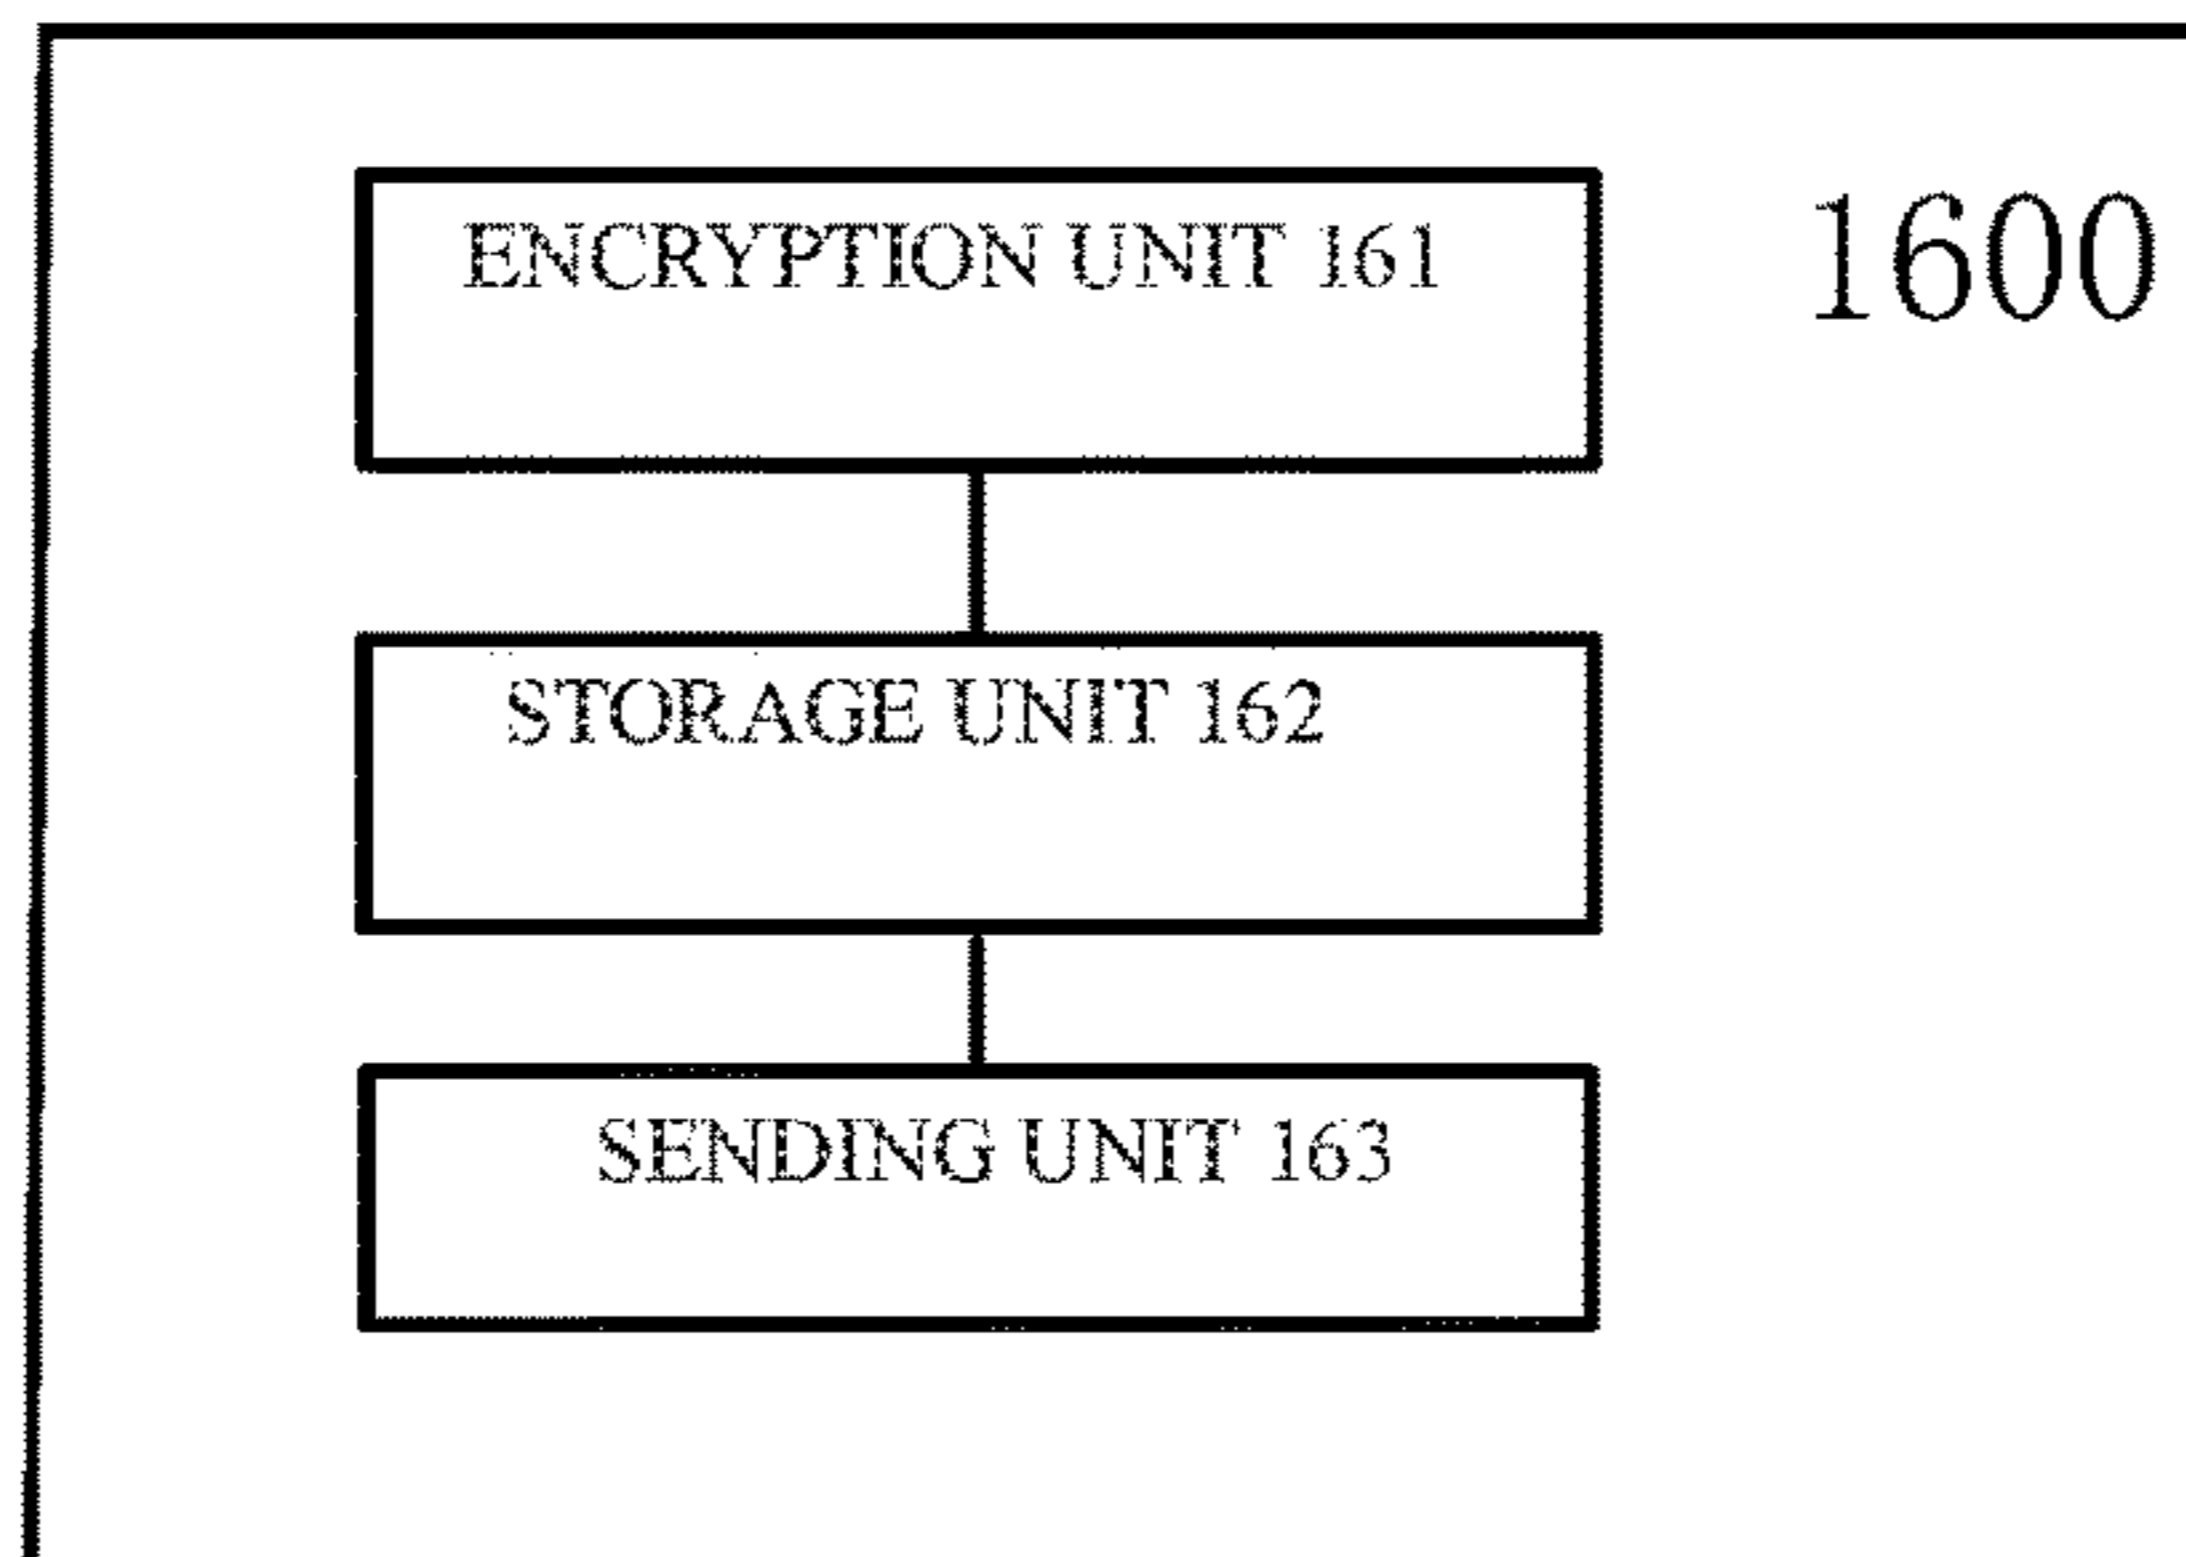 ENCRYPTION UNIT 161
1600
STORAGE UNIT 162
SENDING UNIT 163